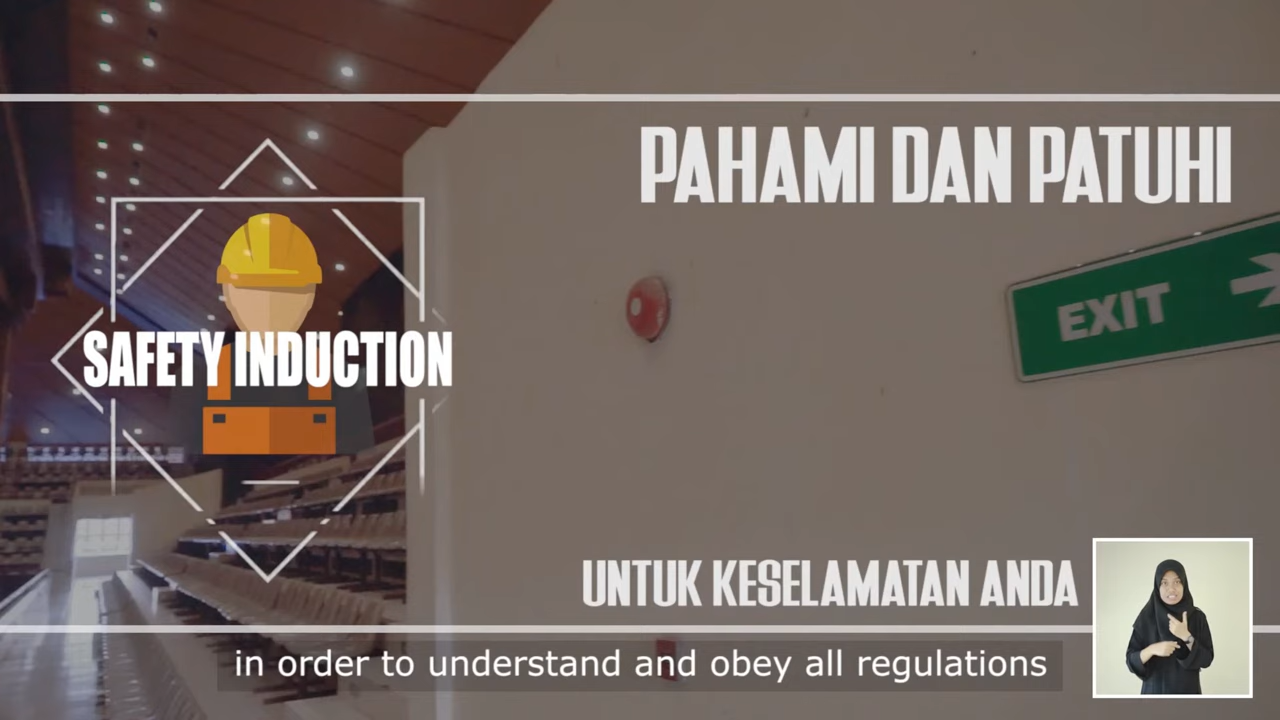 PAHAMI DAN PATUHI
EXIT
SAFETY INDUCTION
UNTUK KESELAMATAN ANDA
in order to understand and obey all regulations